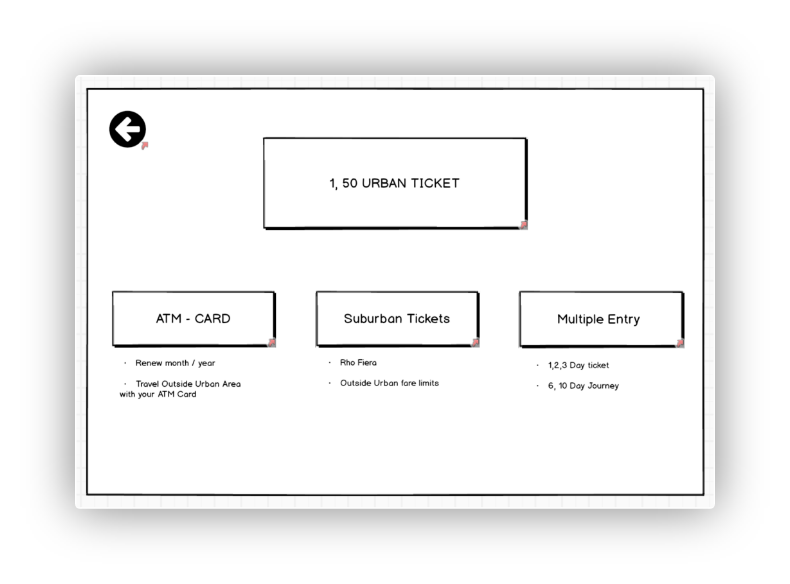 1, 50 URBAN TICKET
ATM - CARD
· Renew month / year
· Travel Outside Urban Area
with your ATM Card
Suburban Tickets
· Rho Fiera
· Outside Urban fare limits
Multiple Entry
· 1,2,3 Day ticket
· 6, 10 Day Journey